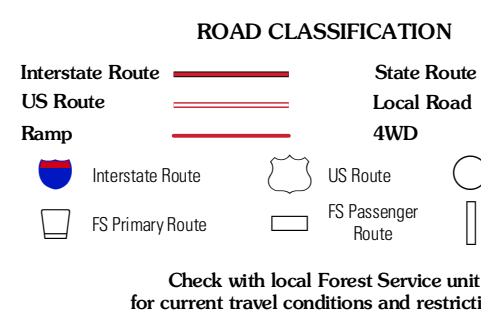 ROAD CLASSIFICATION
Interstate Route State Route
US Route Local Road
Ramp 4WD
Interstate Route US Route
FS Primary Route FS Passenger
Route
Check with local Forest Service unit
for current travel conditions and